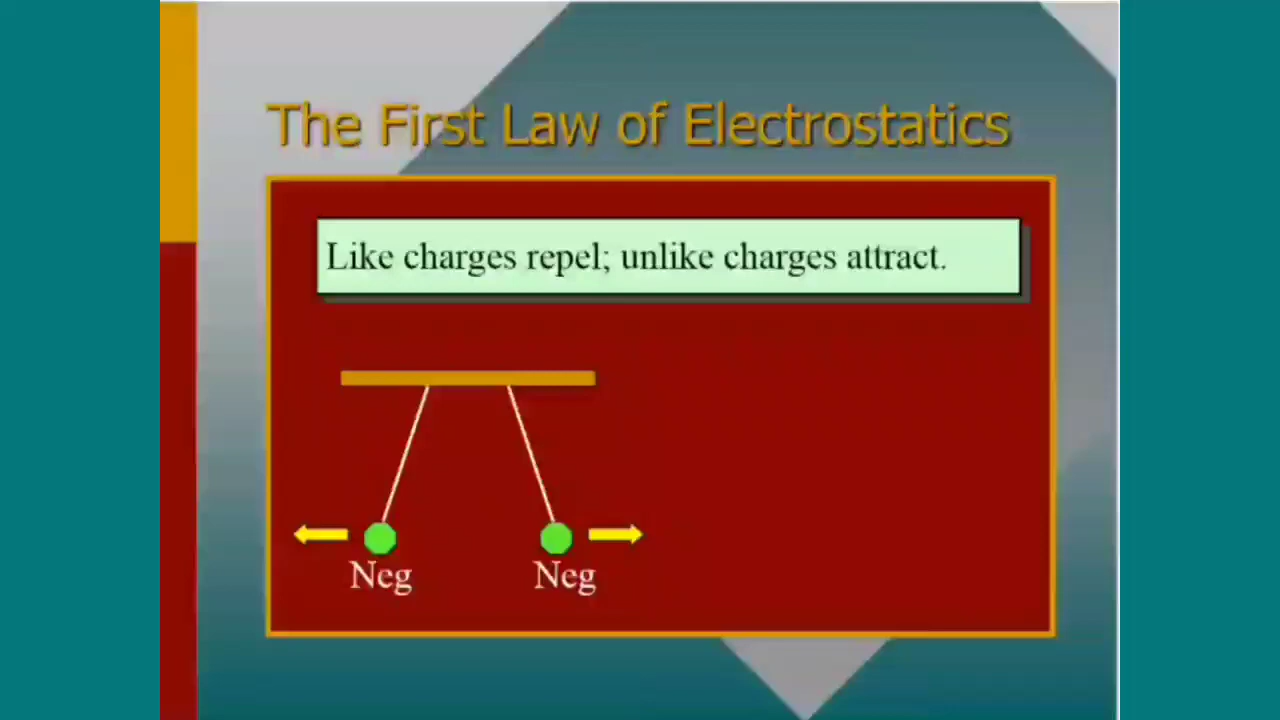 The First Law of Electrostatics
Like charges repel; unlike charges attract.
Neg Neg